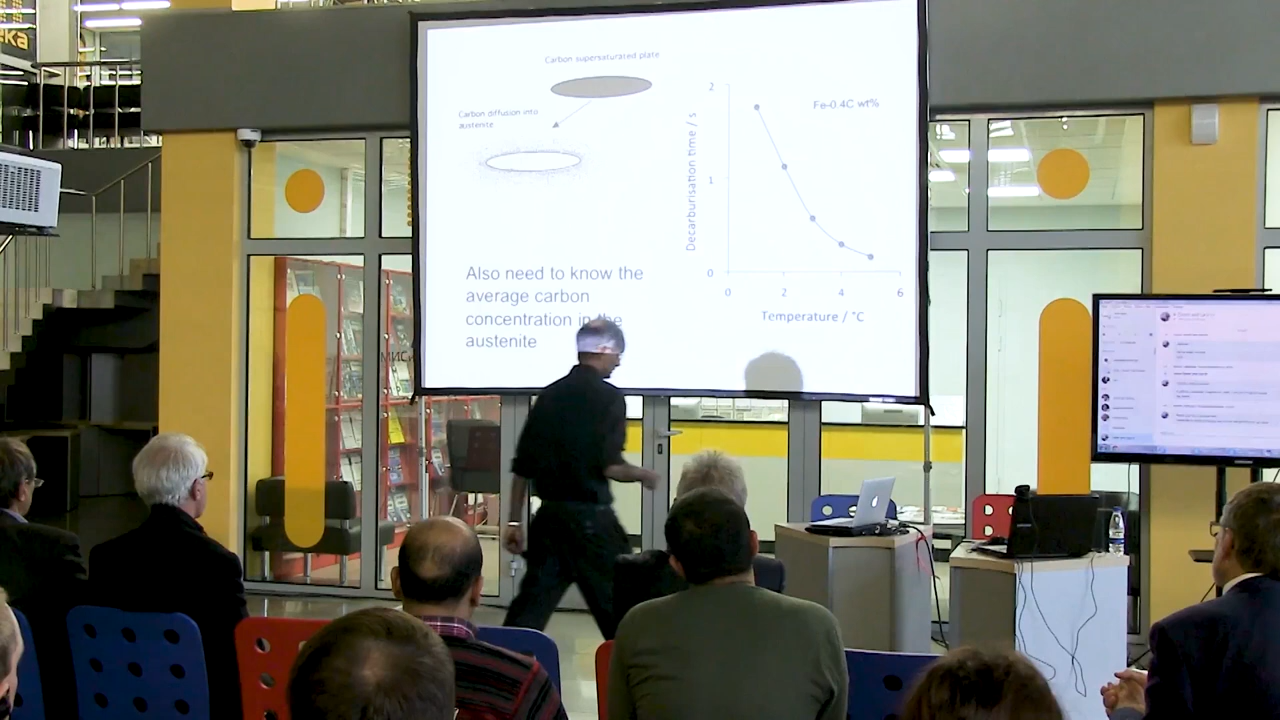 eka
Carbon supersaturated plate
Carbon diffusion into
austenite
Fe-0.4C wt%
Decarburisation time / s
2
1
0
0 2 4 6
Temperature / °C
Also need to know the
average carbon
concentration in the
austenite